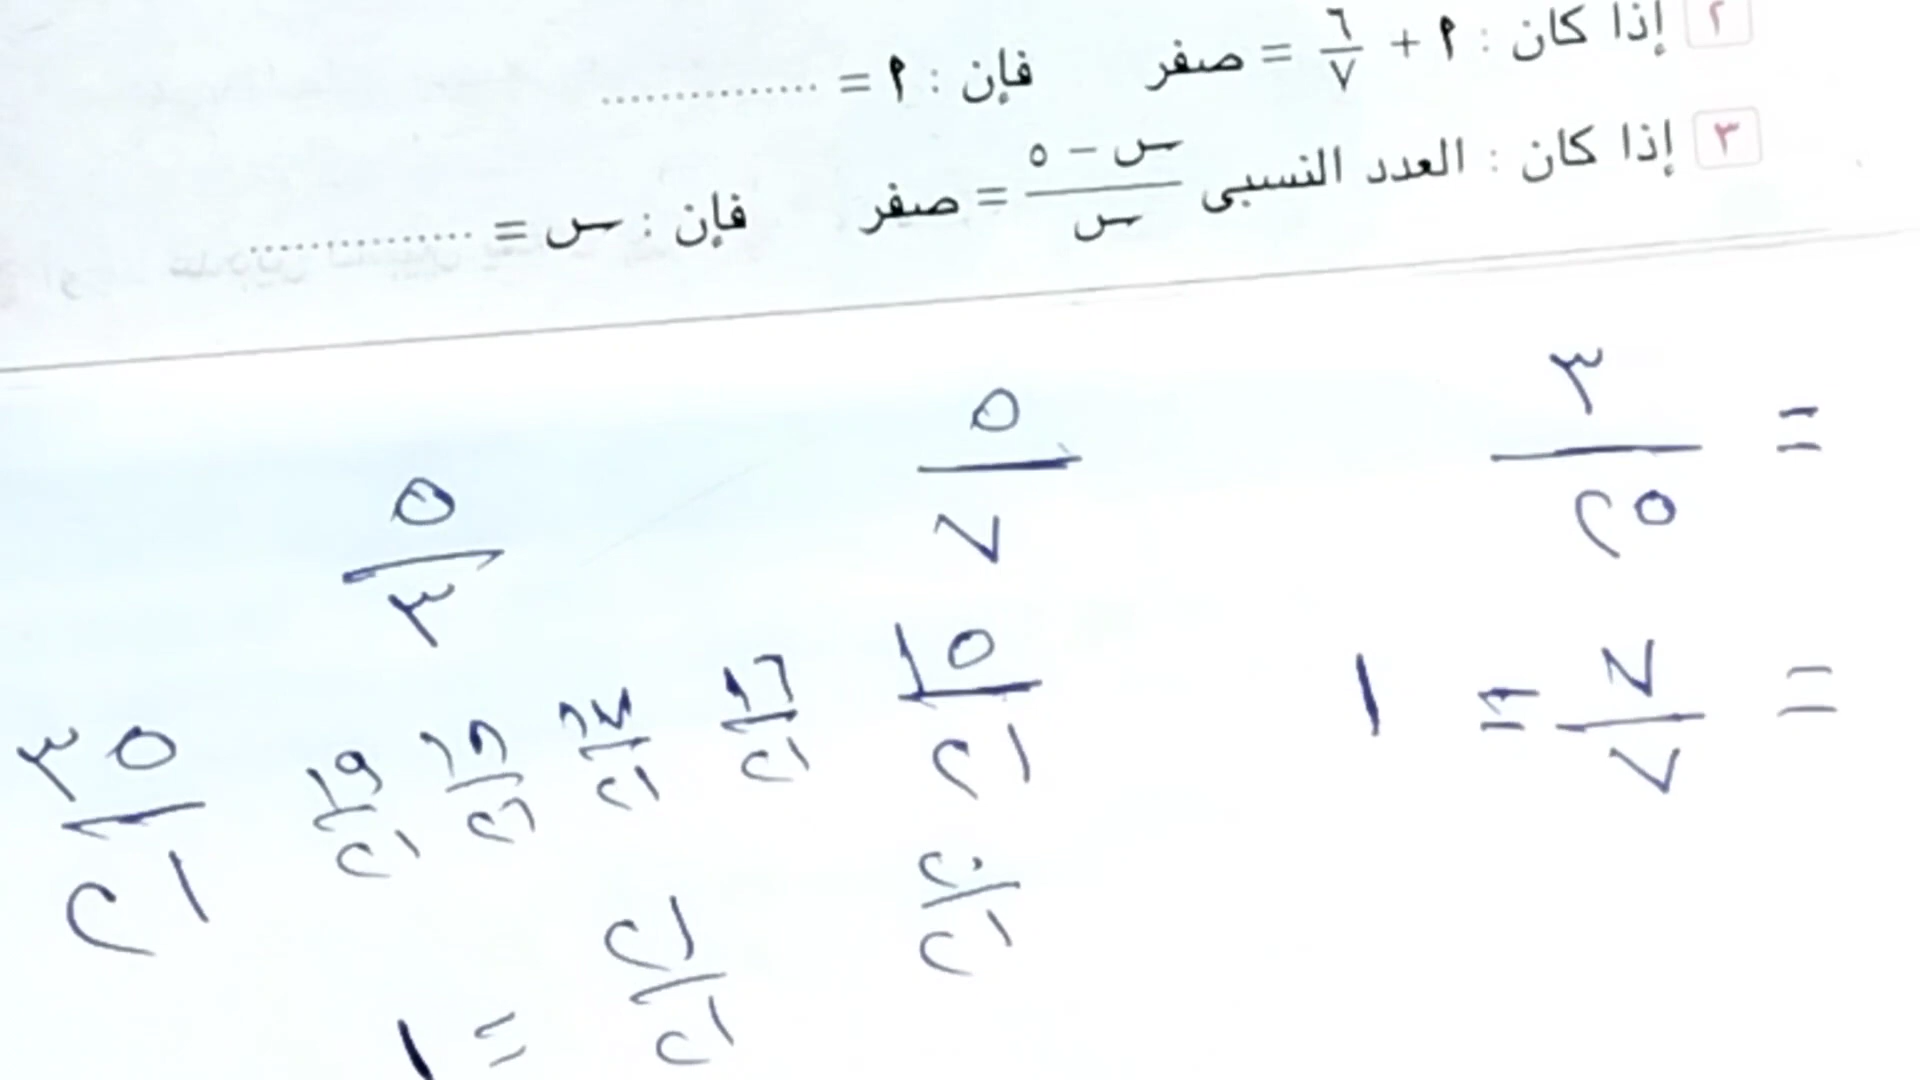 ٢ إذا كان : ٢ + ٦/٧ = صفر فإن : ٢ = ..............
٣ إذا كان : العدد النسبى س - ٥/س = صفر فإن : س = ..............
= ٣/٢٥
٥/٧ ٥/٣
= ٧/٧ = ١
١٥/٢١ ١٦/٢١ ١٧/٢١ ١٨/٢١ ١٩/٢١ ٣٥/٢١
٢٠/٢١ ٢١/٢١ = ١